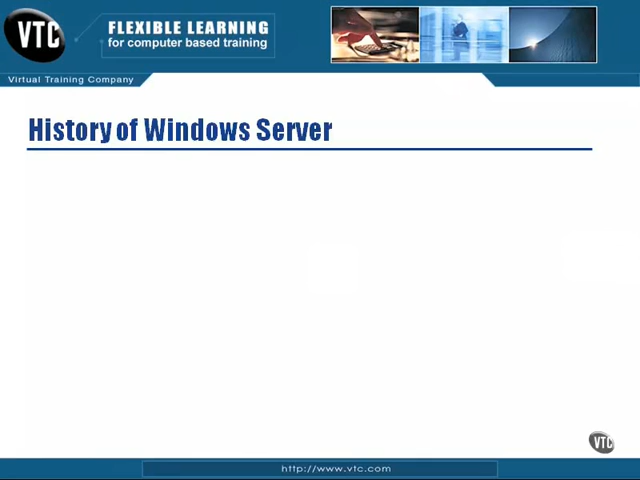 VTC
FLEXIBLE LEARNING
for computer based training
Virtual Training Company
History of Windows Server
VTC
http://www.vtc.com